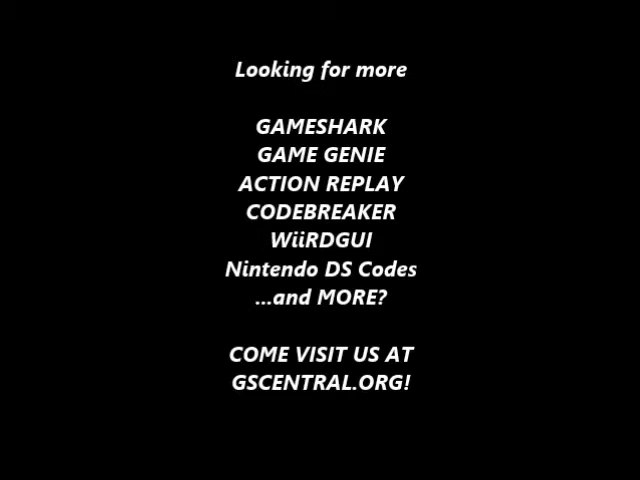 Looking for more
GAMESHARK
GAME GENIE
ACTION REPLAY
CODEBREAKER
WiiRDGUI
Nintendo DS Codes
...and MORE?
COME VISIT US AT
GSCENTRAL.ORG!